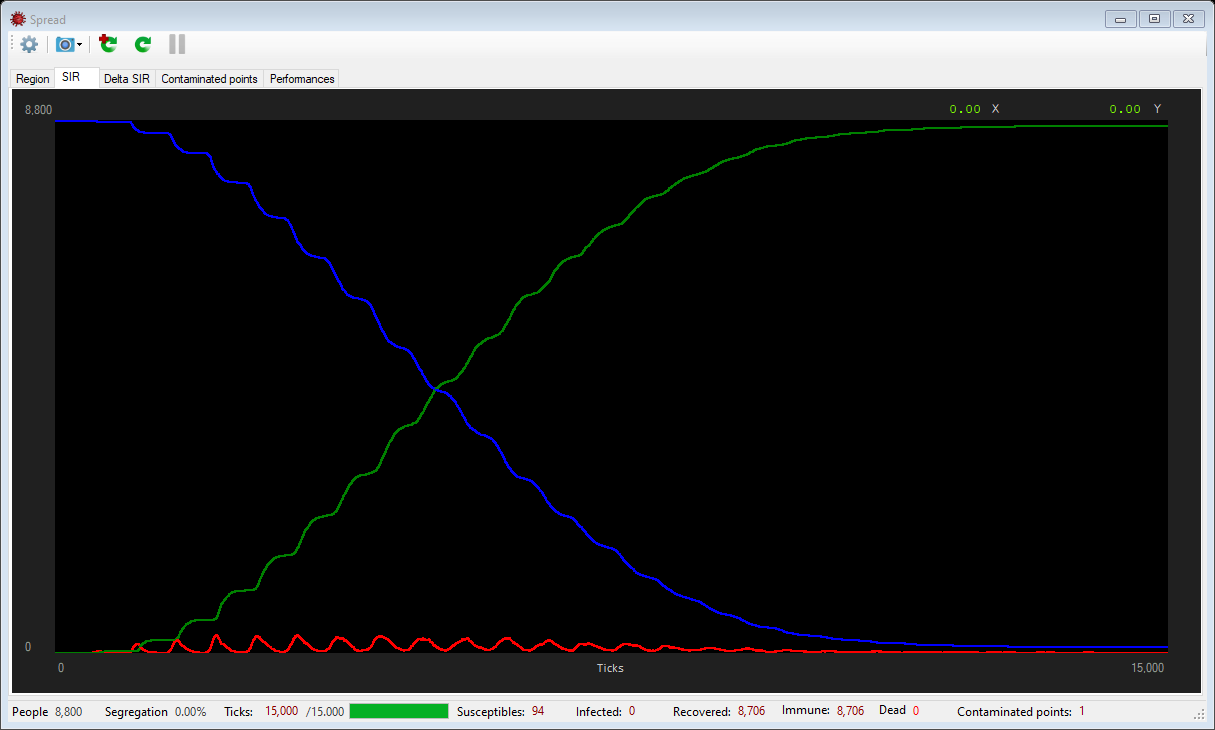 Spread
Region SIR Delta SIR Contaminated points Performances
8,800 0.00 X 0.00 Y
0
0 Ticks 15,000
People 8,800 Segregation 0.00% Ticks: 15,000 /15.000 Susceptibles: 94 Infected: 0 Recovered: 8,706 Immune: 8,706 Dead 0 Contaminated points: 1